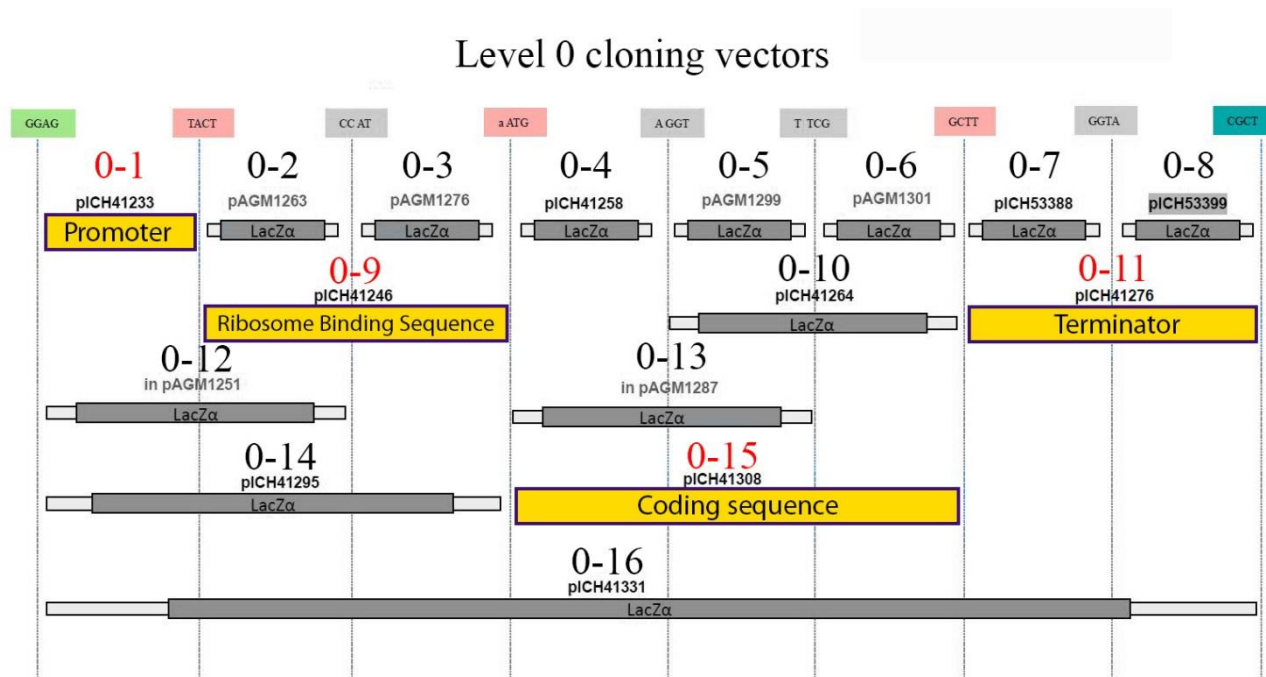 Level 0 cloning vectors
GGAG TACT CC AT a ATG A GGT T TCG GCTT GGTA CGCT
0-1 0-2 0-3 0-4 0-5 0-6 0-7 0-8
pICH41233 pAGM1263 pAGM1276 pICH41258 pAGM1299 pAGM1301 pICH53388 pICH53399
Promoter LacZα LacZα LacZα LacZα LacZα LacZα LacZα
0-9 0-10 0-11
pICH41246 pICH41264 pICH41276
Ribosome Binding Sequence LacZα Terminator
0-12 0-13
in pAGM1251 in pAGM1287
LacZα LacZα
0-14 0-15
pICH41295 pICH41308
LacZα Coding sequence
0-16
pICH41331
LacZα